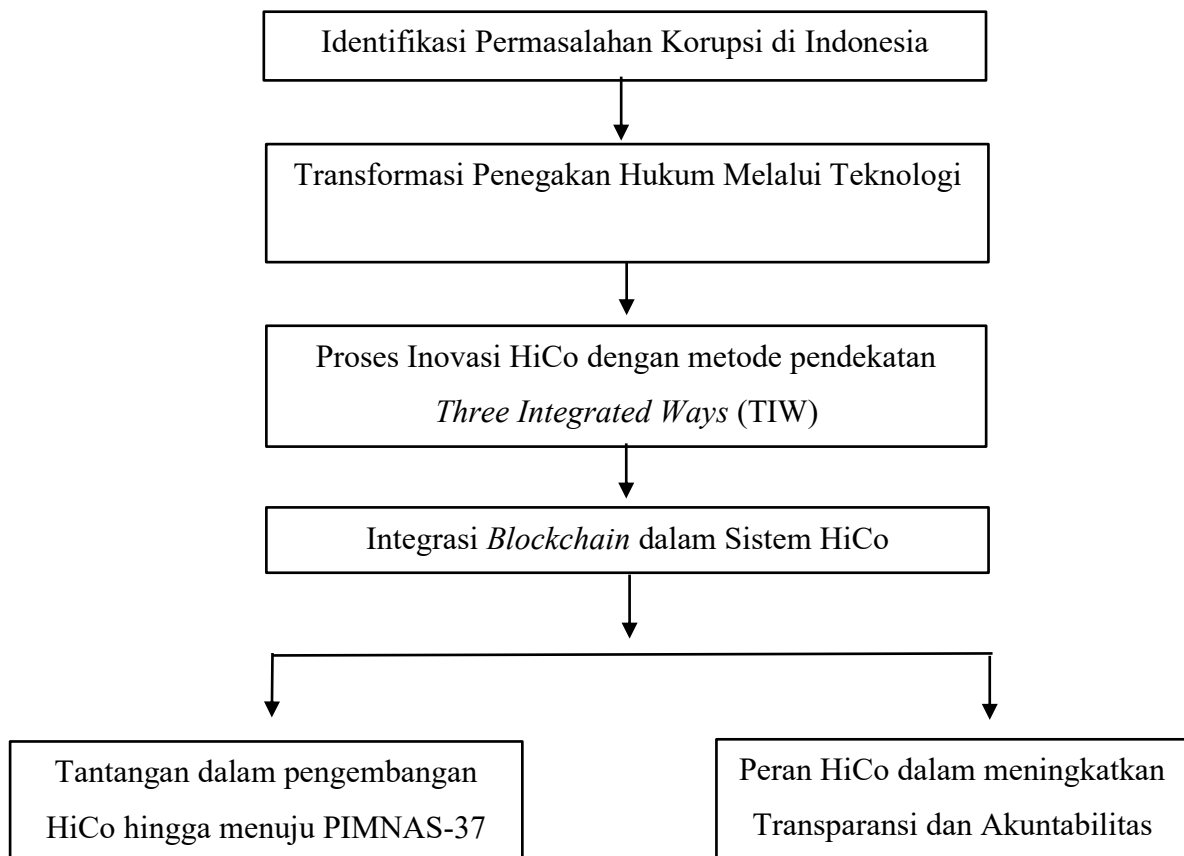 Identifikasi Permasalahan Korupsi di Indonesia
Transformasi Penegakan Hukum Melalui Teknologi
Proses Inovasi HiCo dengan metode pendekatan
Three Integrated Ways (TIW)
Integrasi Blockchain dalam Sistem HiCo
Tantangan dalam pengembangan
HiCo hingga menuju PIMNAS-37
Peran HiCo dalam meningkatkan
Transparansi dan Akuntabilitas